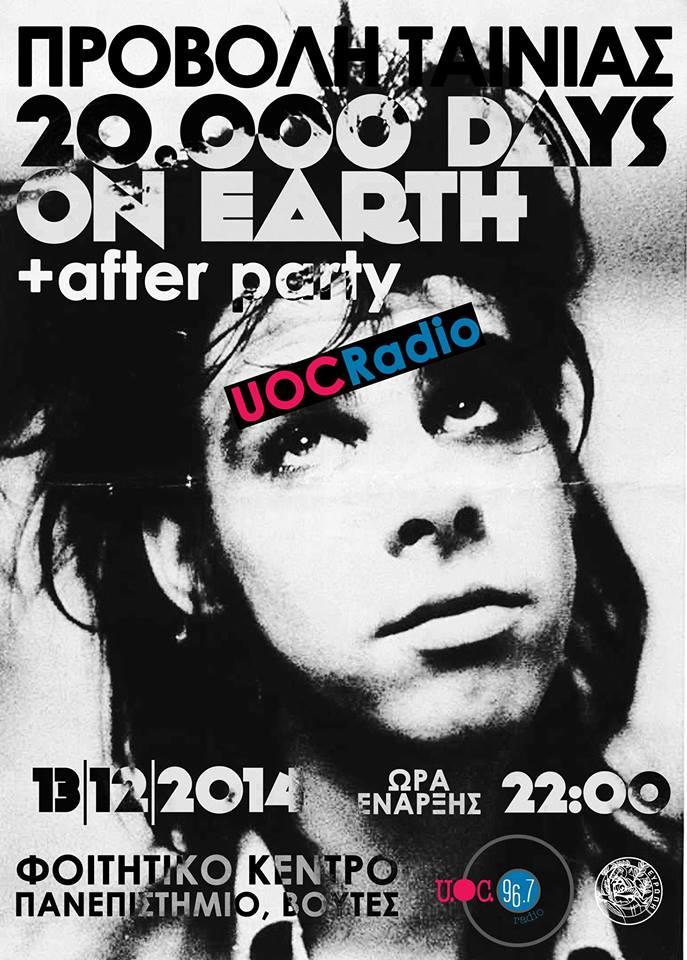 ΠΡΟΒΟΛΗ ΤΑΙΝΙΑΣ
20.000 DAYS
ON EARTH
+after party
UOCRadio
13|12|2014
ΩΡΑ
ΕΝΑΡΞΗΣ
22:00
ΦΟΙΤΗΤΙΚΟ ΚΕΝΤΡΟ
ΠΑΝΕΠΙΣΤΗΜΙΟ, ΒΟΥΤΕΣ
U.O.C. 96.7
radio